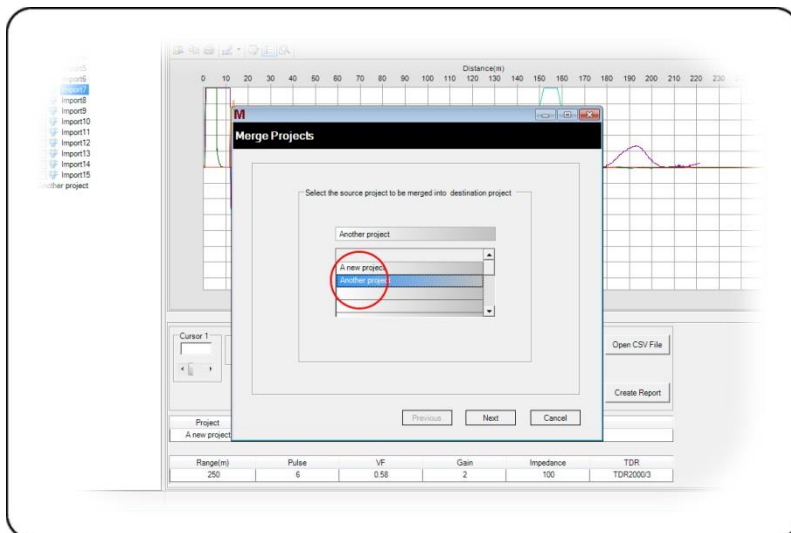 Distance(m)
0 10 20 30 40 50 60 70 80 90 100 110 120 130 140 150 160 170 180 190 200 210 220 230
Import6
Import7
Import8
Import9
Import10
Import11
Import12
Import13
Import14
Import15
Another project
M
Merge Projects
Select the source project to be merged into destination project
Another project
A new project
Another project
Previous Next Cancel
Cursor 1
Open CSV File
Create Report
Project
A new project
Range(m) Pulse VF Gain Impedance TDR
250 6 0.58 2 100 TDR2000/3